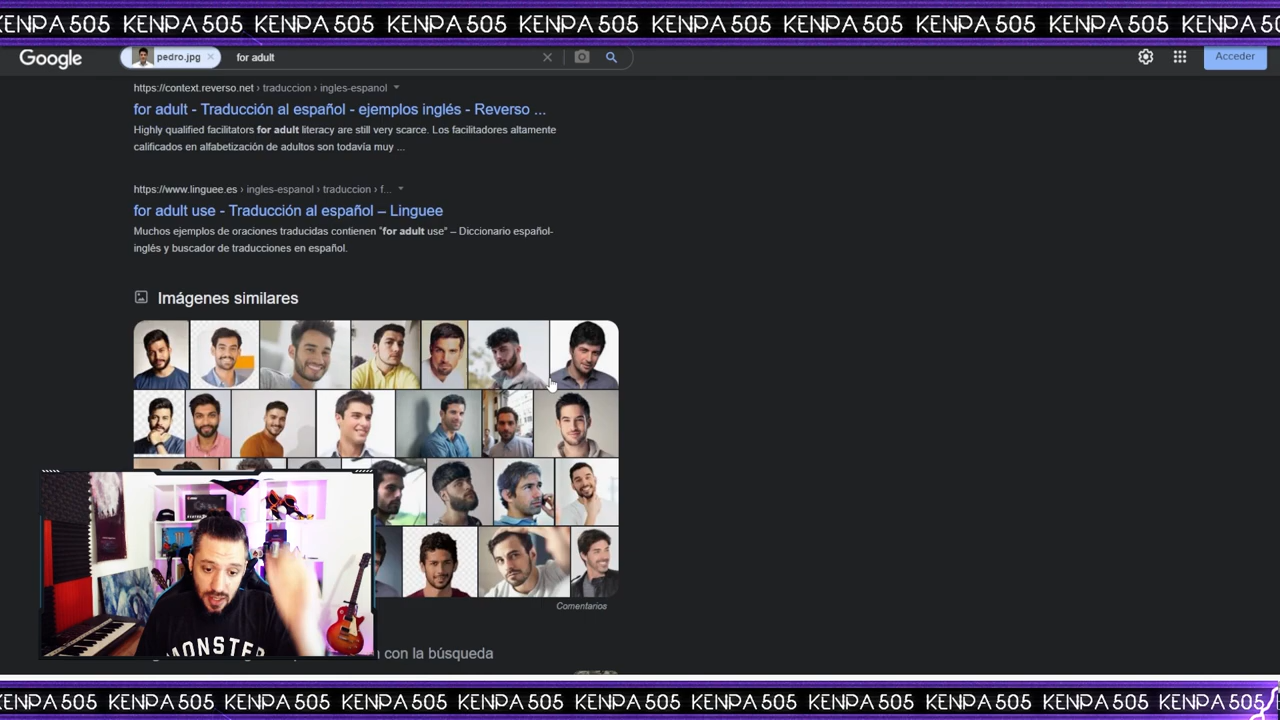 KENPA 505 KENPA 505 KENPA 505 KENPA 505 KENPA 505 KENPA 505 KENPA 505 KENPA 505 KENPA 505
Google
pedro.jpg
for adult
Acceder
https://context.reverso.net › traduccion › ingles-espanol
for adult - Traducción al español - ejemplos inglés - Reverso ...
Highly qualified facilitators for adult literacy are still very scarce. Los facilitadores altamente
calificados en alfabetización de adultos son todavía muy ...
https://www.linguee.es › ingles-espanol › traduccion › f...
for adult use - Traducción al español – Linguee
Muchos ejemplos de oraciones traducidas contienen "for adult use" – Diccionario español-
inglés y buscador de traducciones en español.
Imágenes similares
Comentarios
MONSTER
con la búsqueda
KENPA 505 KENPA 505 KENPA 505 KENPA 505 KENPA 505 KENPA 505 KENPA 505 KENPA 505 KENPA 505 KENPA 505 KENPA 505